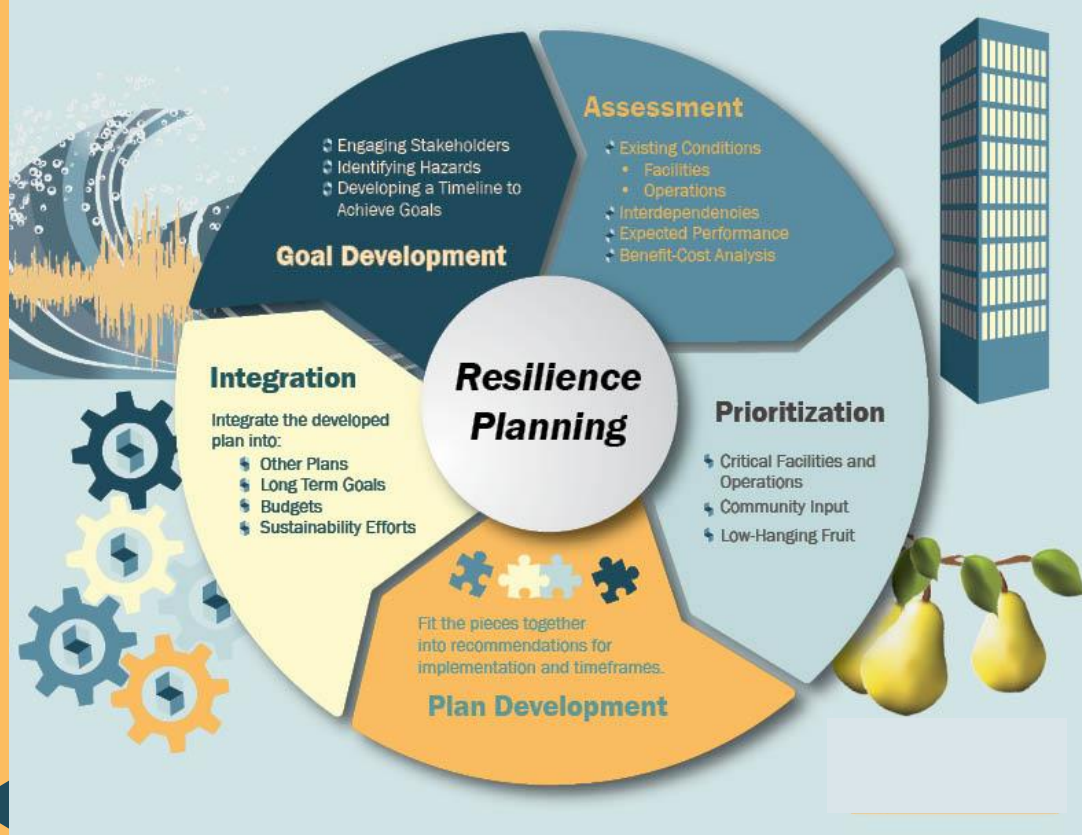 Resilience
Planning
Engaging Stakeholders
Identifying Hazards
Developing a Timeline to
Achieve Goals
Goal Development
Assessment
Existing Conditions
Facilities
Operations
Interdependencies
Expected Performance
Benefit-Cost Analysis
Prioritization
Critical Facilities and
Operations
Community Input
Low-Hanging Fruit
Fit the pieces together
into recommendations for
implementation and timeframes.
Plan Development
Integration
Integrate the developed
plan into:
Other Plans
Long Term Goals
Budgets
Sustainability Efforts